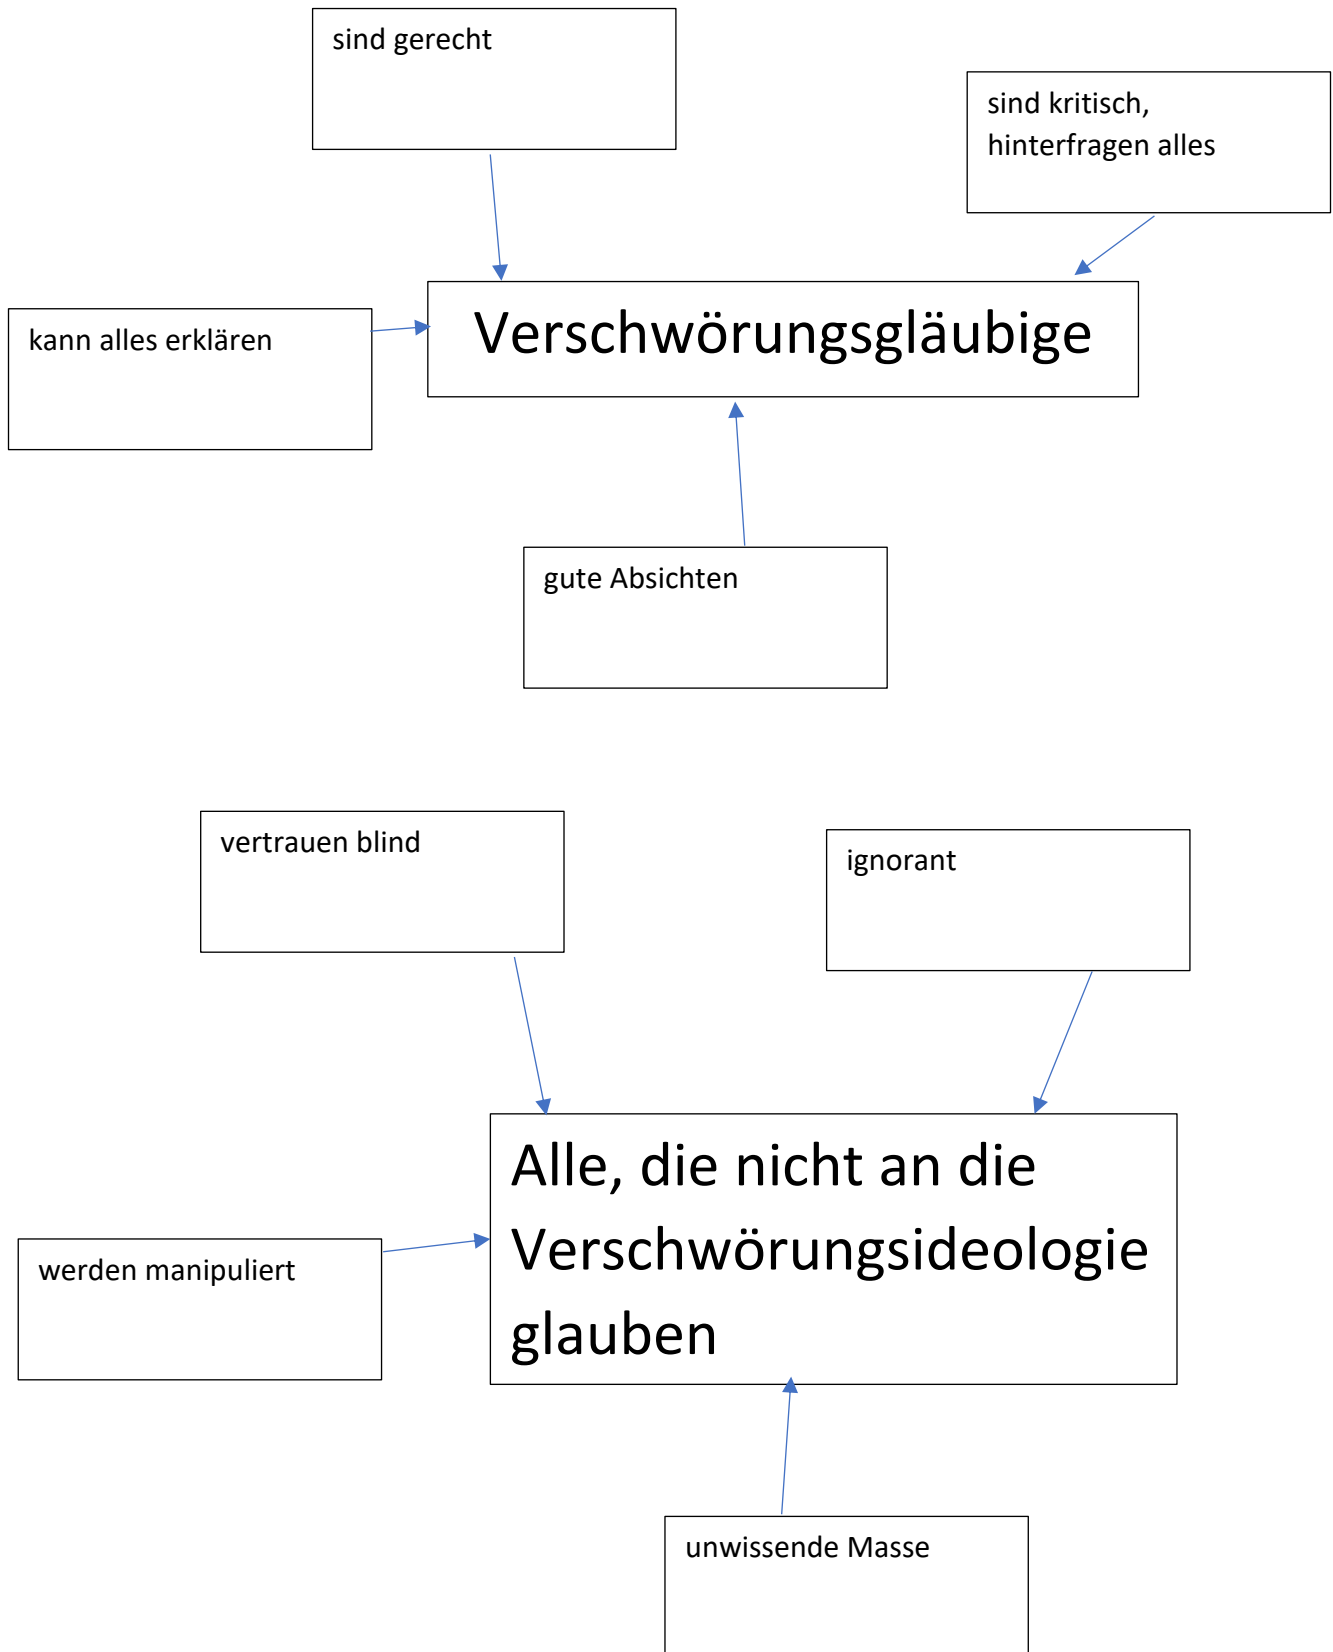 sind gerecht
sind kritisch,
hinterfragen alles
Verschwörungsgläubige
kann alles erklären
gute Absichten
vertrauen blind
ignorant
Alle, die nicht an die
Verschwörungsideologie
glauben
werden manipuliert
unwissende Masse